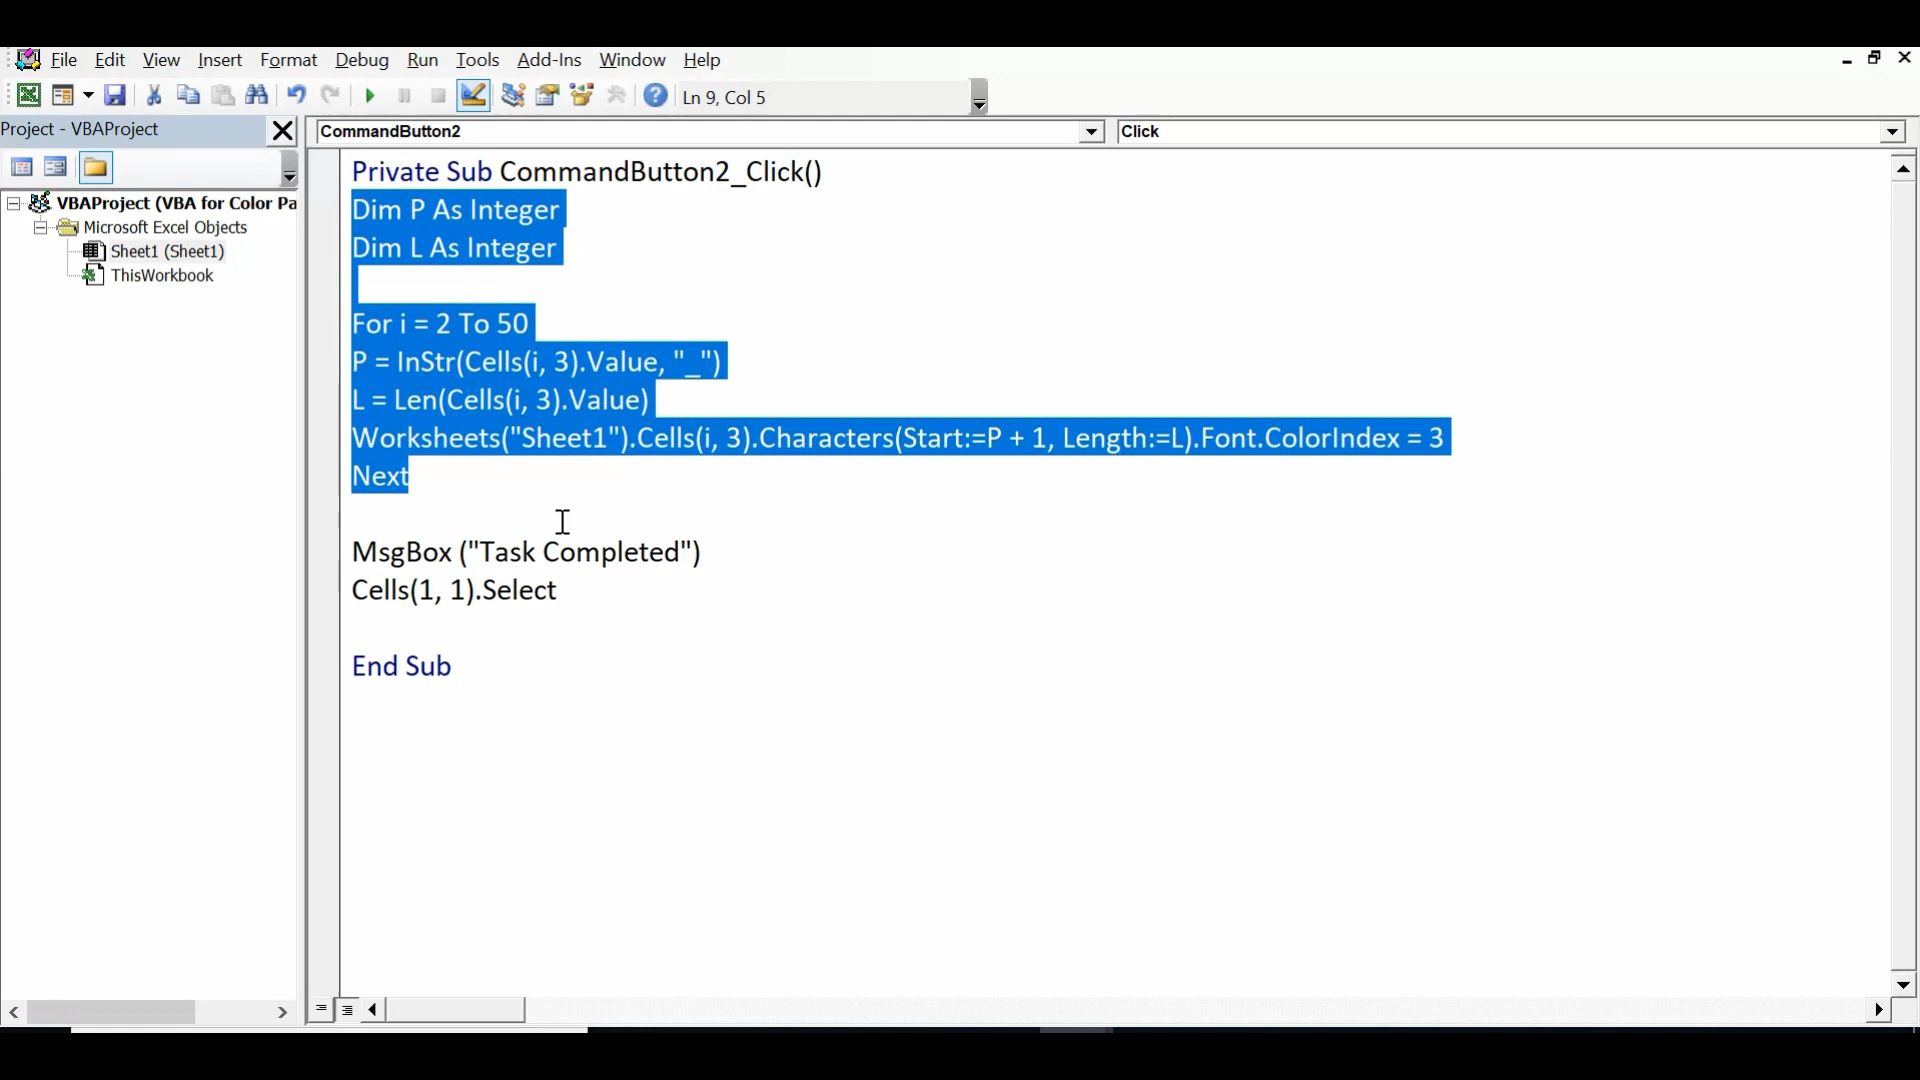 File Edit View Insert Format Debug Run Tools Add-Ins Window Help
Ln 9, Col 5
Project - VBAProject
CommandButton2 Click
VBAProject (VBA for Color Pa
Microsoft Excel Objects
Sheet1 (Sheet1)
ThisWorkbook
Private Sub CommandButton2_Click()
Dim P As Integer
Dim L As Integer
For i = 2 To 50
P = InStr(Cells(i, 3).Value, "_")
L = Len(Cells(i, 3).Value)
Worksheets("Sheet1").Cells(i, 3).Characters(Start:=P + 1, Length:=L).Font.ColorIndex = 3
Next
MsgBox ("Task Completed")
Cells(1, 1).Select
End Sub